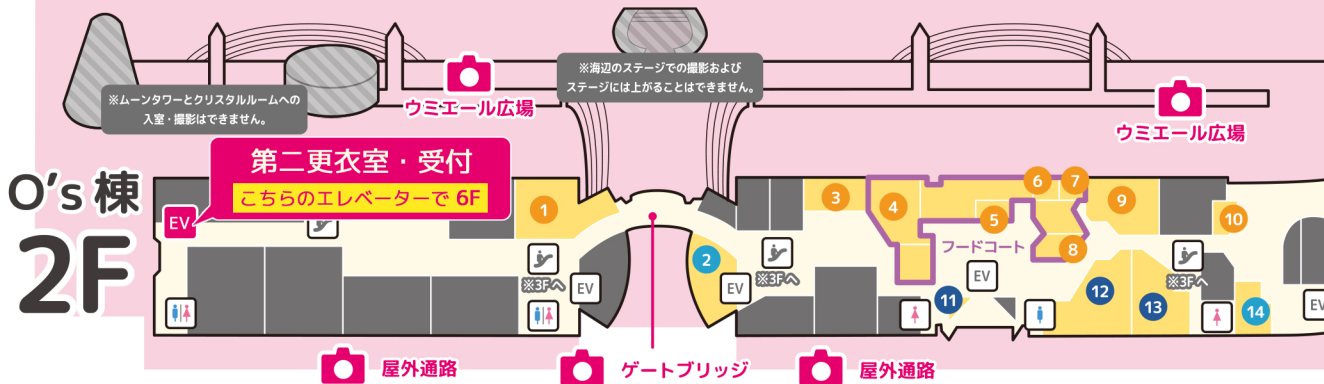 ※ムーンタワーとクリスタルルームへの
入室・撮影はできません。
ウミエール広場
※海辺のステージでの撮影および
ステージには上がることはできません。
ウミエール広場
O's 棟
2F
第二更衣室・受付
こちらのエレベーターで 6F
EV
1
※3Fへ
EV
2
EV
※3Fへ
3
4
5
6
7
8
フードコート
EV
9
10
※3Fへ
11
12
13
14
EV
屋外通路
ゲートブリッジ
屋外通路